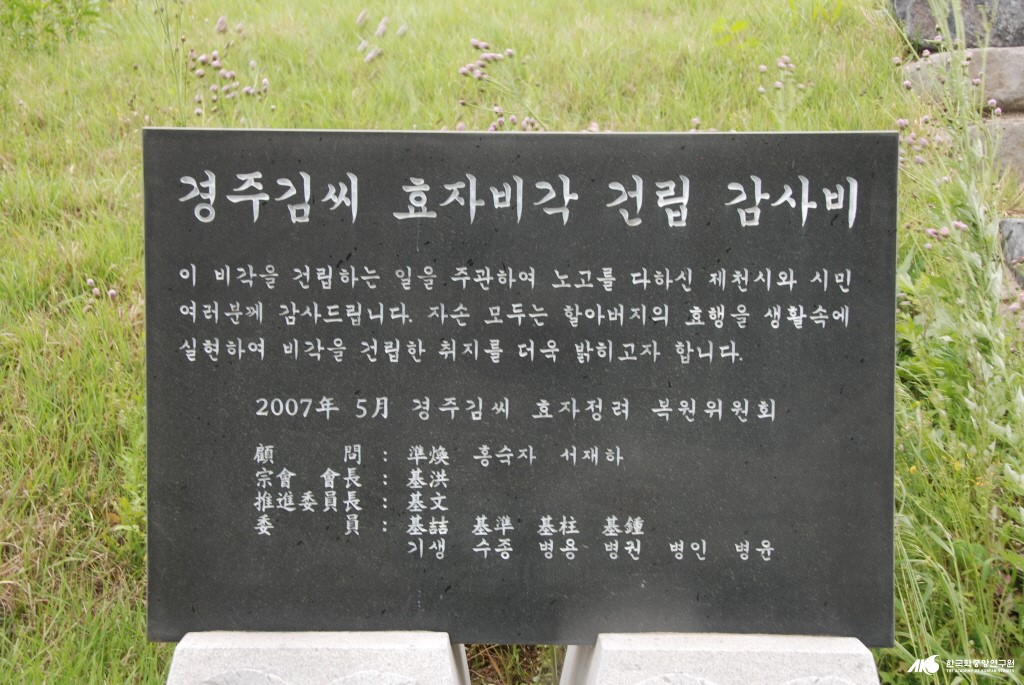 경주김씨 효자비각 건립 감사비
이 비각을 건립하는 일을 주관하여 노고를 다하신 제천시와 시민
여러분께 감사드립니다. 자손 모두는 할아버지의 효행을 생활속에
실현하여 비각을 건립한 취지를 더욱 밝히고자 합니다.
2007年 5月 경주김씨 효자정려 복원위원회
顧 問 : 準煥 홍숙자 서재하
宗會 會長 : 基洪
推進委員長 : 基文
委 員 : 基喆 基準 基柱 基鍾
기생 수종 병용 병권 병인 병윤
한국학중앙연구원
THE ACADEMY OF KOREAN STUDIES